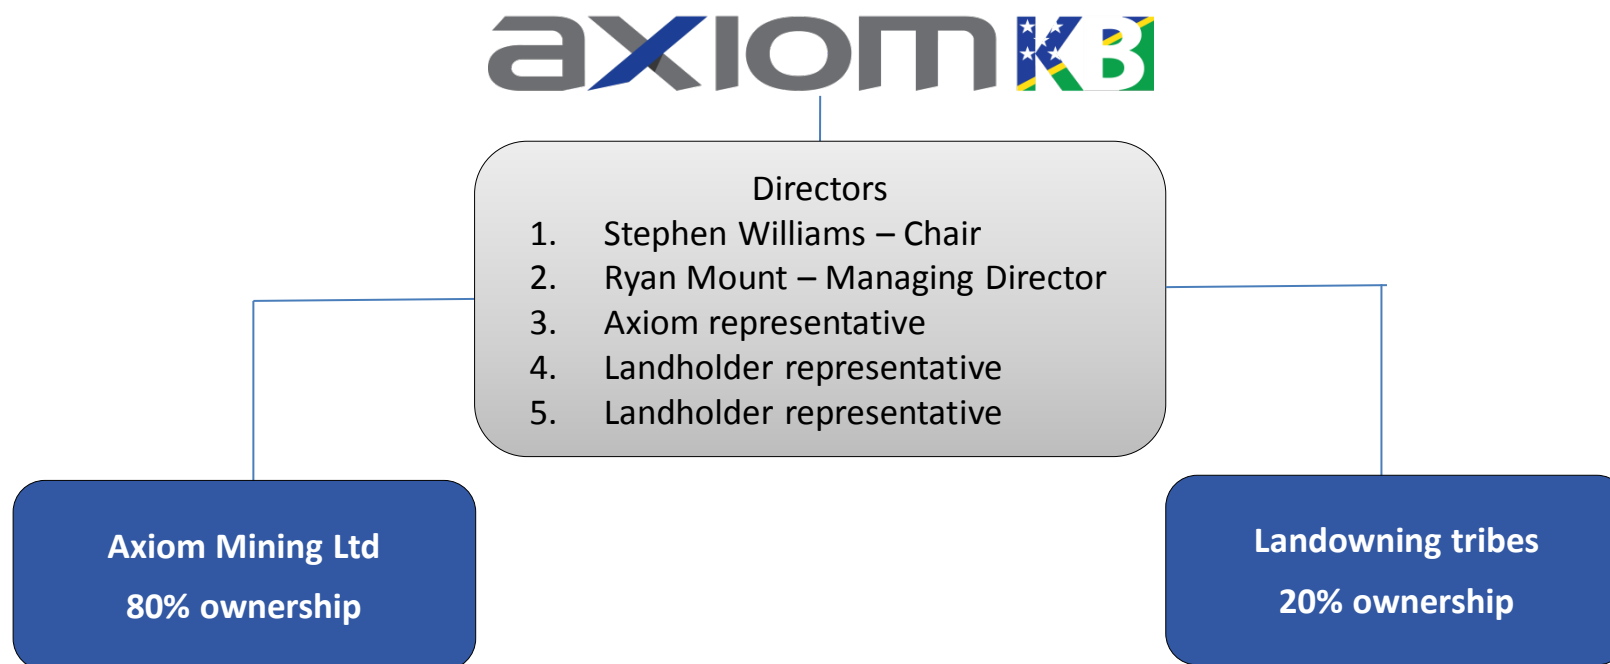 axiom KB
Directors
1. Stephen Williams – Chair
2. Ryan Mount – Managing Director
3. Axiom representative
4. Landholder representative
5. Landholder representative
Axiom Mining Ltd
80% ownership
Landowning tribes
20% ownership